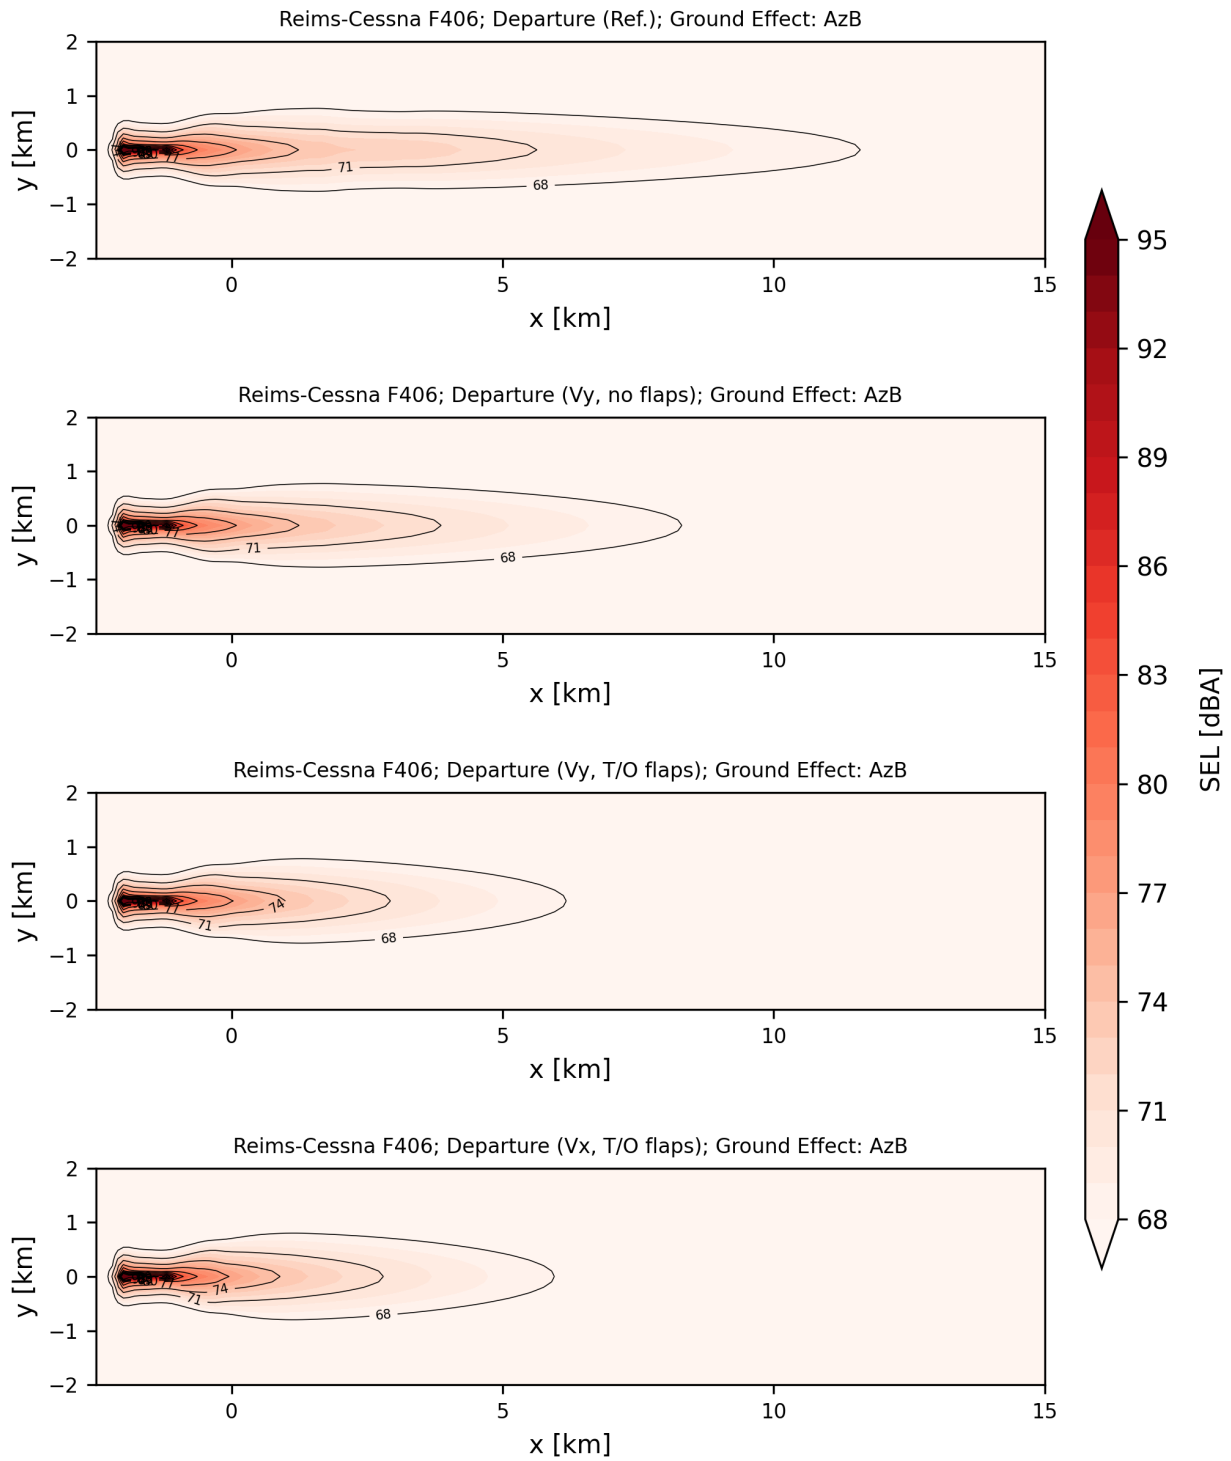 Reims-Cessna F406; Departure (Ref.); Ground Effect: AzB
2
1
0
−1
−2
y [km]
77
71
68
0 5 10 15
x [km]
Reims-Cessna F406; Departure (Vy, no flaps); Ground Effect: AzB
2
1
0
−1
−2
y [km]
77
71
68
0 5 10 15
x [km]
Reims-Cessna F406; Departure (Vy, T/O flaps); Ground Effect: AzB
2
1
0
−1
−2
y [km]
77
74
71
68
0 5 10 15
x [km]
Reims-Cessna F406; Departure (Vx, T/O flaps); Ground Effect: AzB
2
1
0
−1
−2
y [km]
77
74
71
68
0 5 10 15
x [km]
95
92
89
86
83
80
77
74
71
68
SEL [dBA]